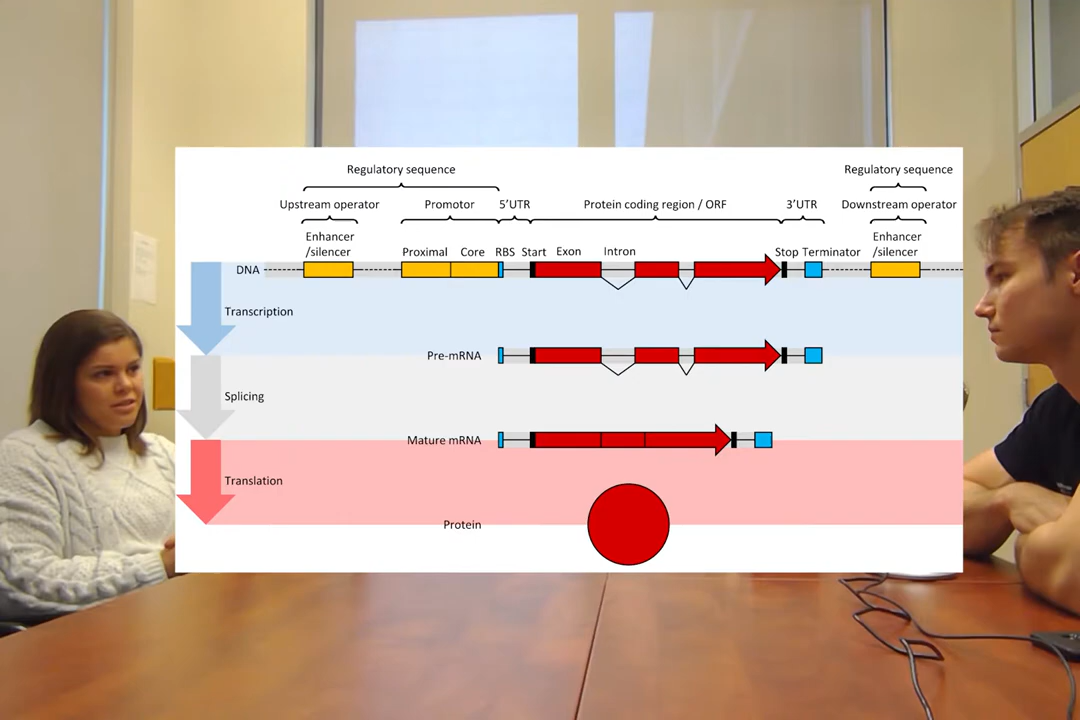 Regulatory sequence
Regulatory sequence
Upstream operator
Promotor
5'UTR
Protein coding region / ORF
3'UTR
Downstream operator
Enhancer
/silencer
Proximal
Core
RBS
Start
Exon
Intron
Stop
Terminator
Enhancer
/silencer
DNA
Transcription
Pre-mRNA
Splicing
Mature mRNA
Translation
Protein